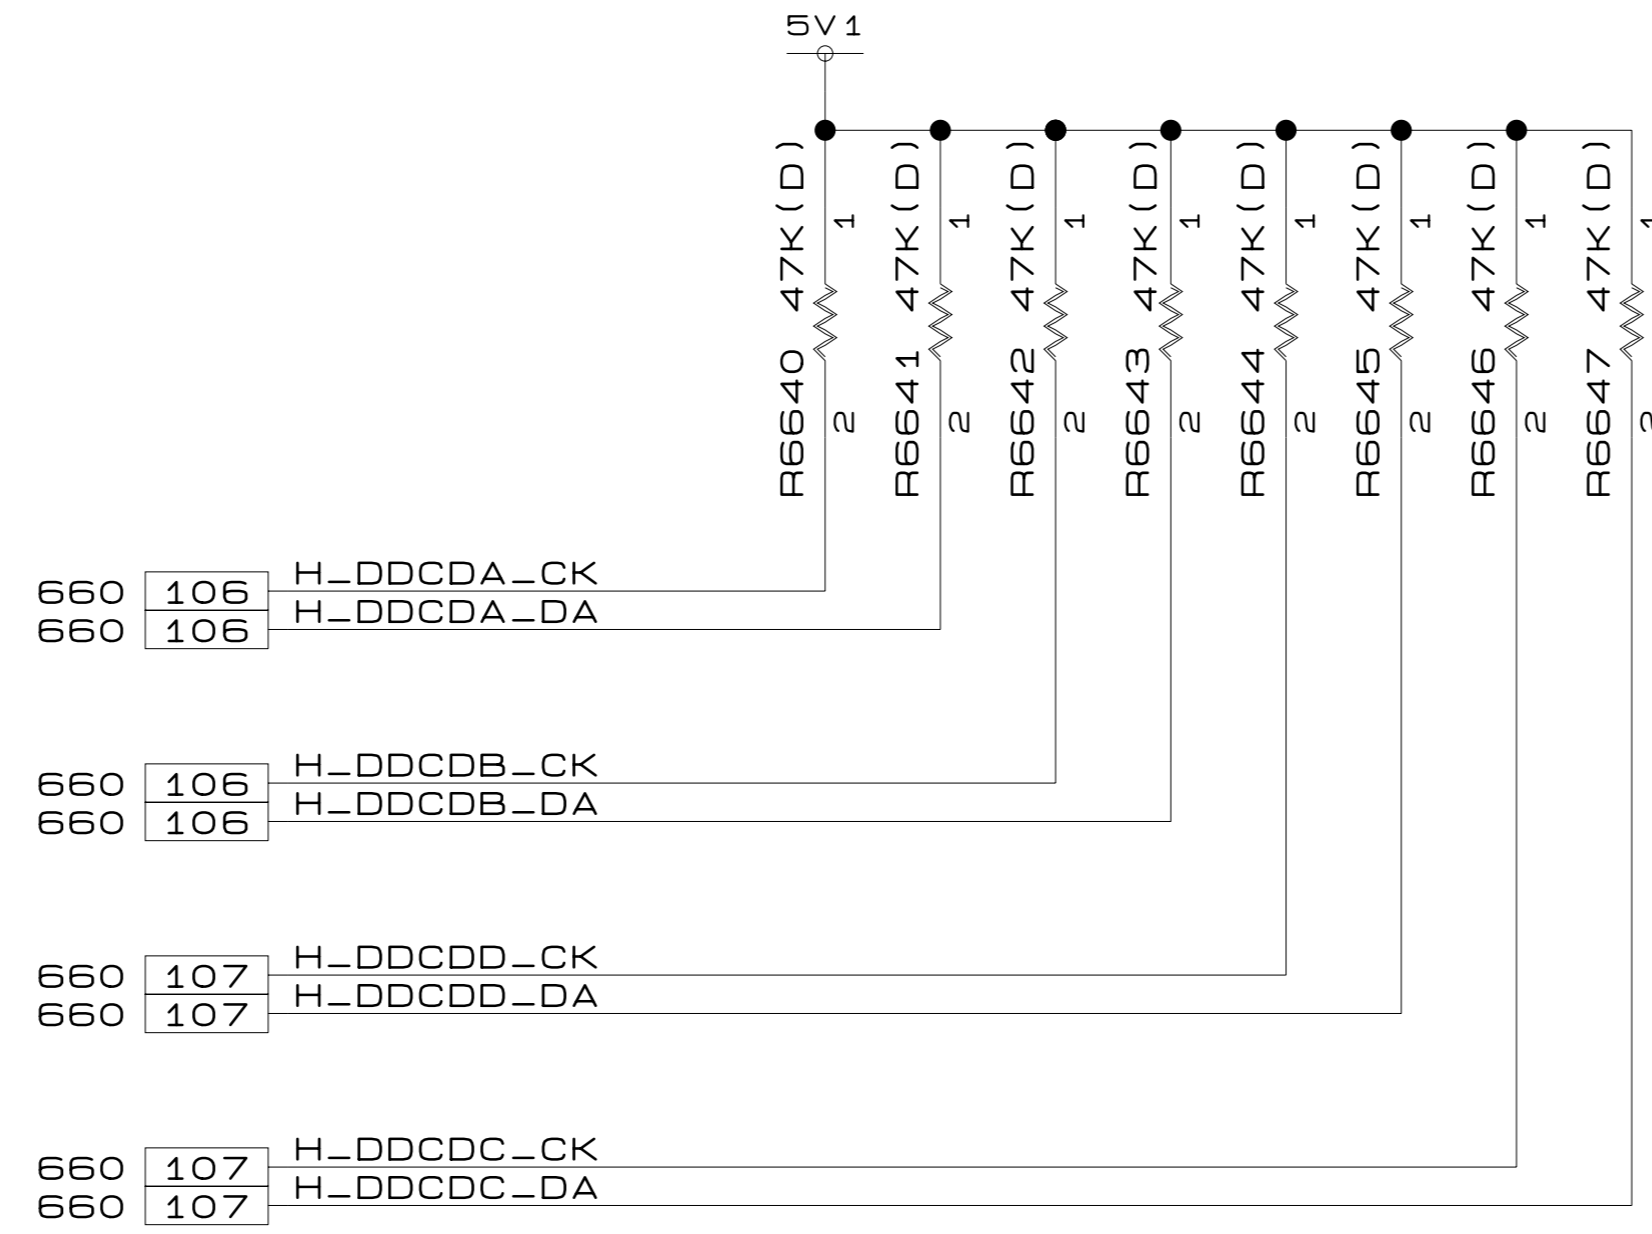 5V1
R6640 47K(D)
1
2
R6641 47K(D)
1
2
R6642 47K(D)
1
2
R6643 47K(D)
1
2
R6644 47K(D)
1
2
R6645 47K(D)
1
2
R6646 47K(D)
1
2
R6647 47K(D)
1
2
660 106 H_DDCDA_CK
660 106 H_DDCDA_DA
660 106 H_DDCDB_CK
660 106 H_DDCDB_DA
660 107 H_DDCDD_CK
660 107 H_DDCDD_DA
660 107 H_DDCDC_CK
660 107 H_DDCDC_DA